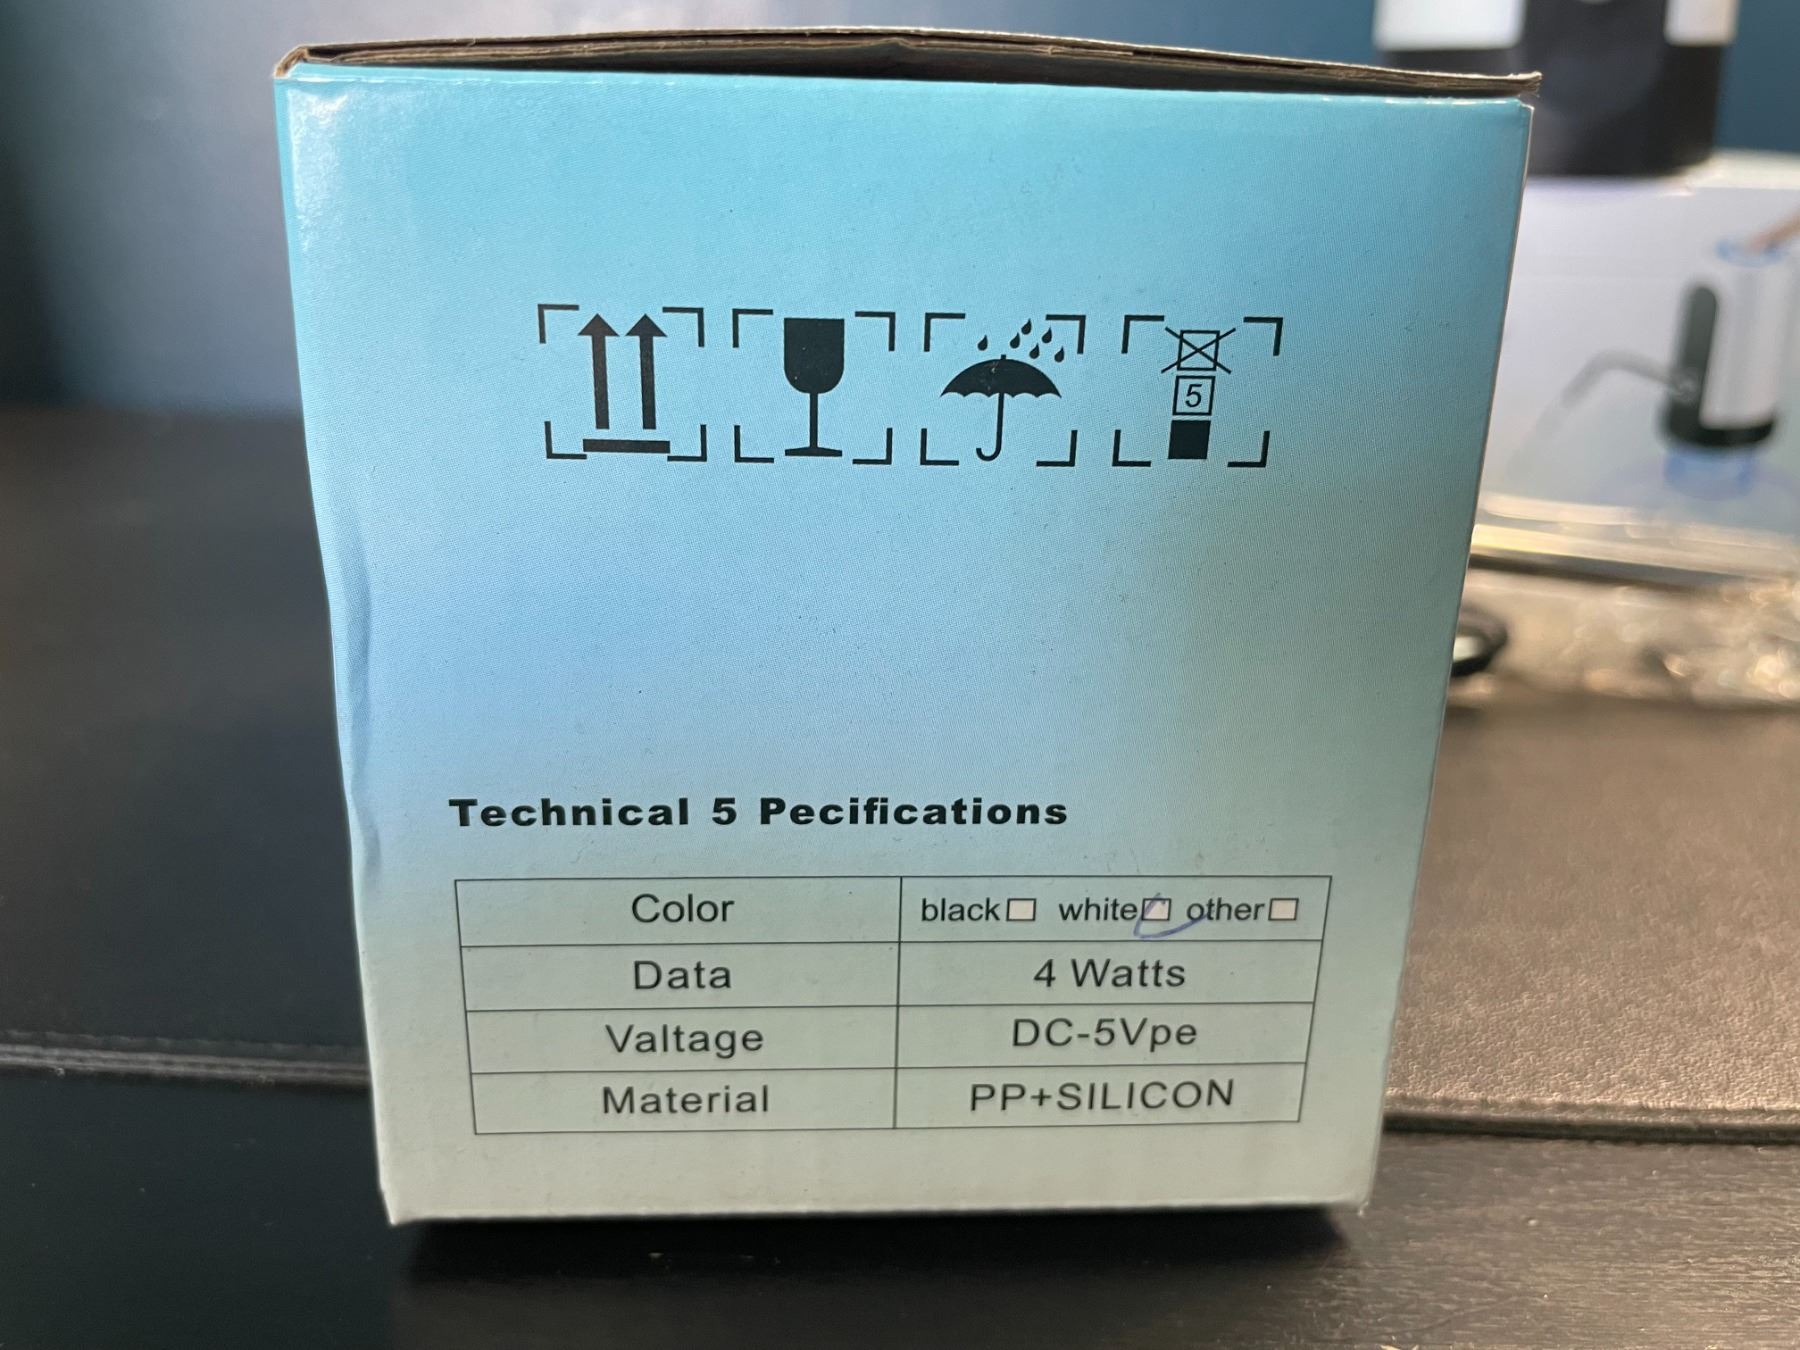 5
Technical 5 Pecifications
Color black white other
Data 4 Watts
Valtage DC-5Vpe
Material PP+SILICON